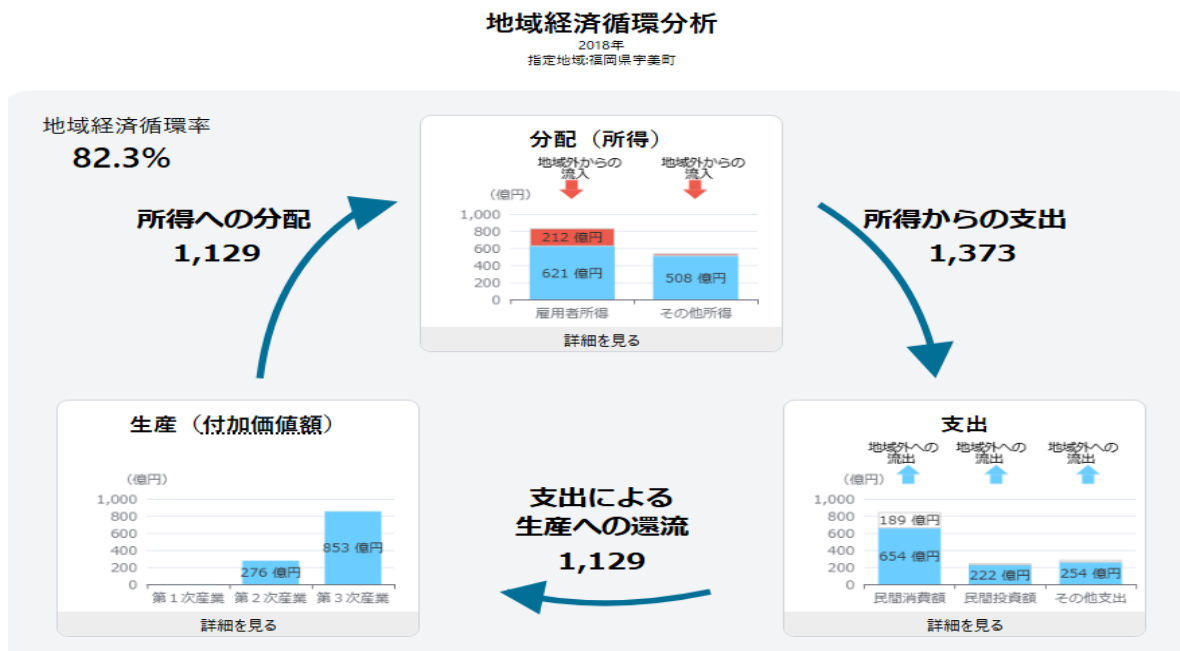 地域経済循環分析
2018年
指定地域:福岡県宇美町
地域経済循環率
82.3%
所得への分配
1,129
分配（所得）
地域外からの
流入
地域外からの
流入
（億円）
1,000
800
600
400
200
0
212 億円
621 億円
508 億円
雇用者所得
その他所得
詳細を見る
所得からの支出
1,373
生産（付加価値額）
（億円）
1,000
800
600
400
200
0
276 億円
853 億円
第１次産業
第２次産業
第３次産業
詳細を見る
支出による
生産への還流
1,129
支出
地域外への
流出
地域外への
流出
地域外への
流出
（億円）
1,000
800
600
400
200
0
189 億円
654 億円
222 億円
254 億円
民間消費額
民間投資額
その他支出
詳細を見る